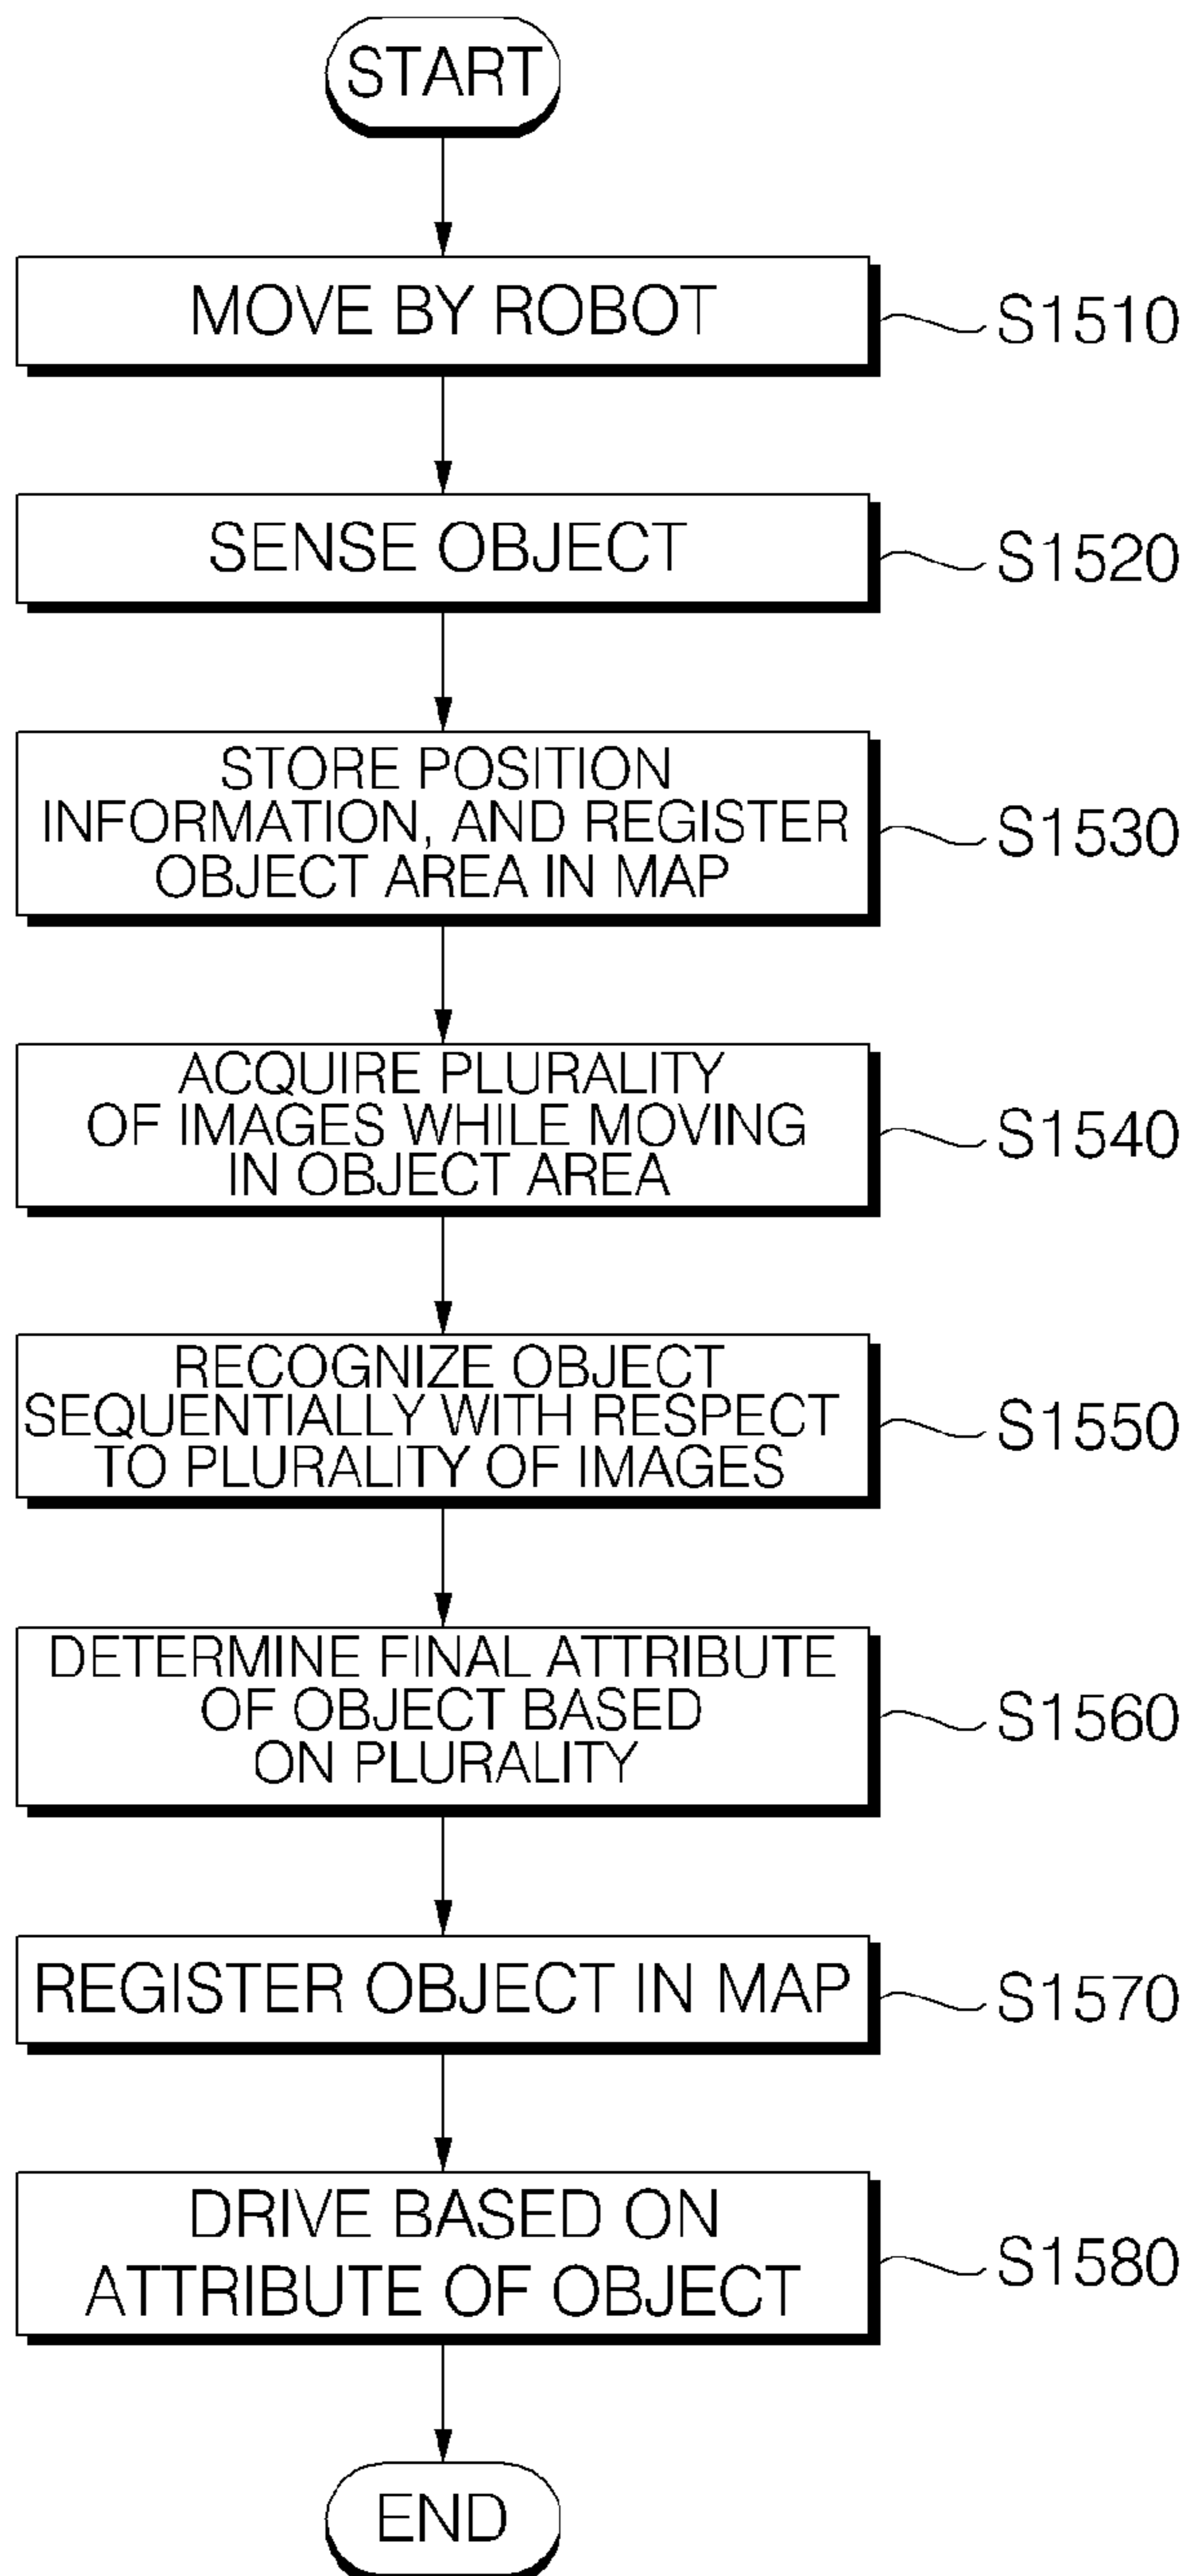 START
MOVE BY ROBOT
S1510
SENSE OBJECT
S1520
STORE POSITION
INFORMATION, AND REGISTER
OBJECT AREA IN MAP
S1530
ACQUIRE PLURALITY
OF IMAGES WHILE MOVING
IN OBJECT AREA
S1540
RECOGNIZE OBJECT
SEQUENTIALLY WITH RESPECT
TO PLURALITY OF IMAGES
S1550
DETERMINE FINAL ATTRIBUTE
OF OBJECT BASED
ON PLURALITY
S1560
REGISTER OBJECT IN MAP
S1570
DRIVE BASED ON
ATTRIBUTE OF OBJECT
S1580
END